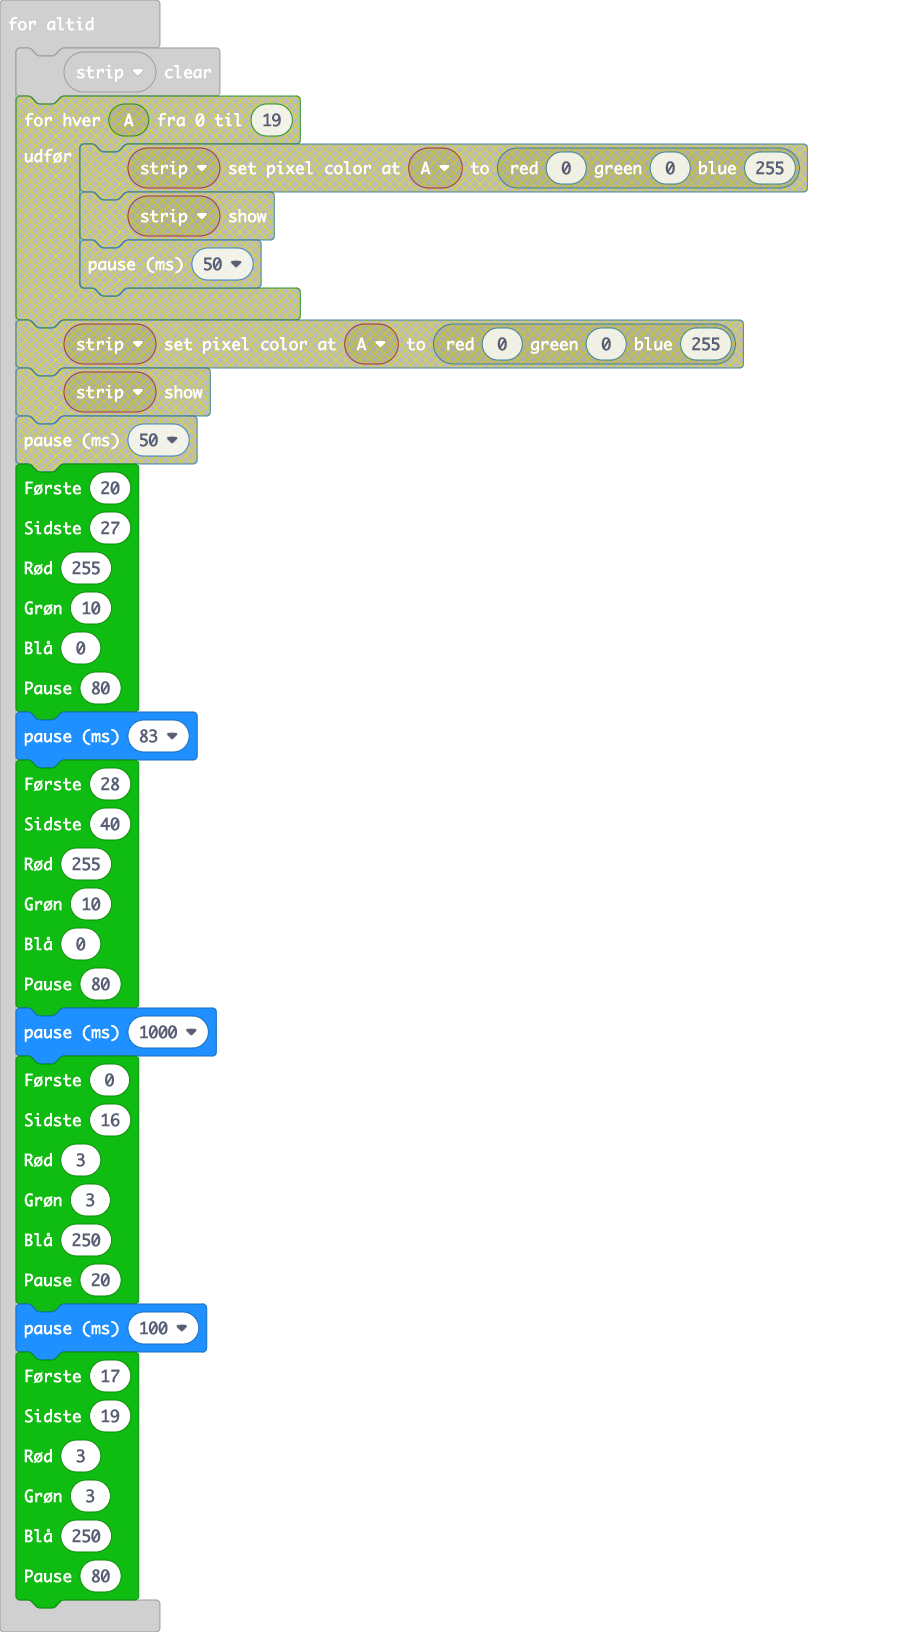 for altid
strip clear
for hver A fra 0 til 19
udfør strip set pixel color at A to red 0 green 0 blue 255
strip show
pause (ms) 50
strip set pixel color at A to red 0 green 0 blue 255
strip show
pause (ms) 50
Første 20
Sidste 27
Rød 255
Grøn 10
Blå 0
Pause 80
pause (ms) 83
Første 28
Sidste 40
Rød 255
Grøn 10
Blå 0
Pause 80
pause (ms) 1000
Første 0
Sidste 16
Rød 3
Grøn 3
Blå 250
Pause 20
pause (ms) 100
Første 17
Sidste 19
Rød 3
Grøn 3
Blå 250
Pause 80